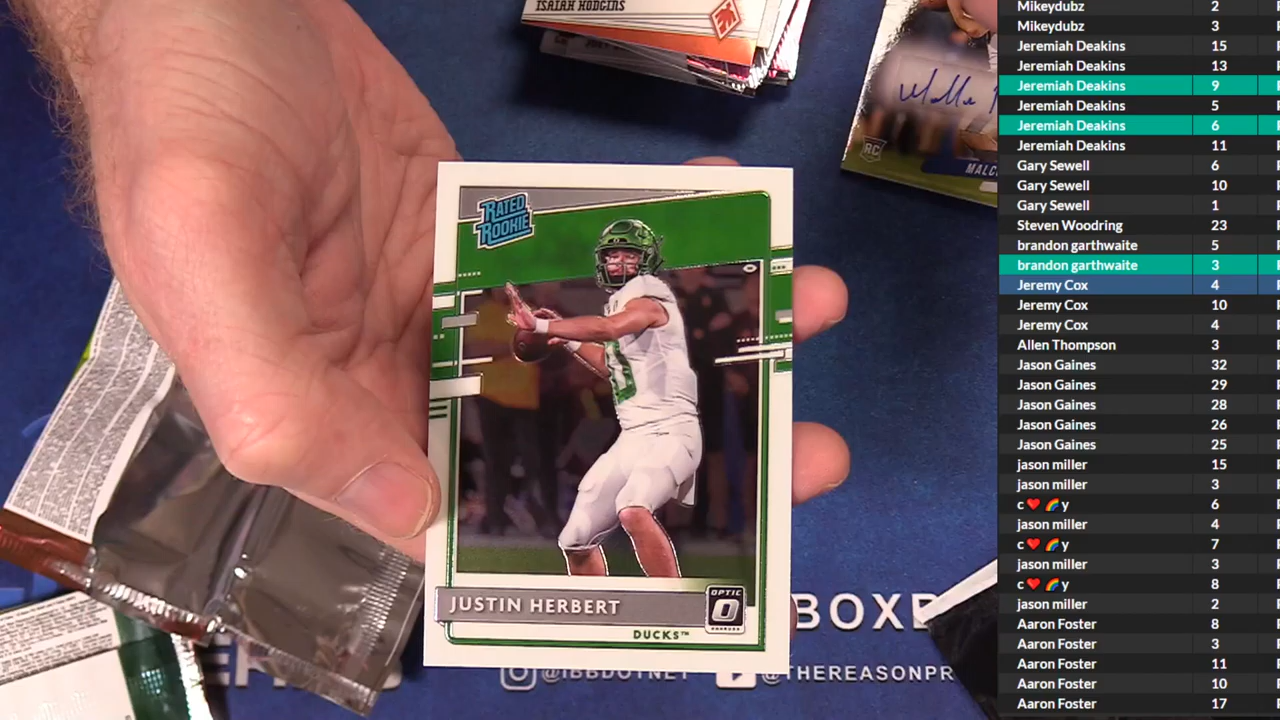 ISAIAH HODGINS
RC
MALC
RATED
ROOKIE
JUSTIN HERBERT
OPTIC
DUCKS™
BOXB
@IBBDOTNET
@THEREASONPR
Mikeydubz 2
Mikeydubz 3
Jeremiah Deakins 15
Jeremiah Deakins 13
Jeremiah Deakins 9
Jeremiah Deakins 5
Jeremiah Deakins 6
Jeremiah Deakins 11
Gary Sewell 6
Gary Sewell 10
Gary Sewell 1
Steven Woodring 23
brandon garthwaite 5
brandon garthwaite 3
Jeremy Cox 4
Jeremy Cox 10
Jeremy Cox 4
Allen Thompson 3
Jason Gaines 32
Jason Gaines 29
Jason Gaines 28
Jason Gaines 26
Jason Gaines 25
jason miller 15
jason miller 3
c ❤️ 🌈y 6
jason miller 4
c ❤️ 🌈y 7
jason miller 3
c ❤️ 🌈y 8
jason miller 2
Aaron Foster 8
Aaron Foster 3
Aaron Foster 11
Aaron Foster 10
Aaron Foster 17